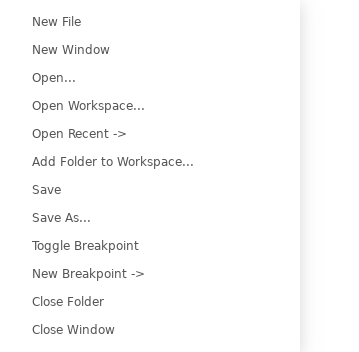 New File
New Window
Open...
Open Workspace...
Open Recent ->
Add Folder to Workspace...
Save
Save As...
Toggle Breakpoint
New Breakpoint ->
Close Folder
Close Window